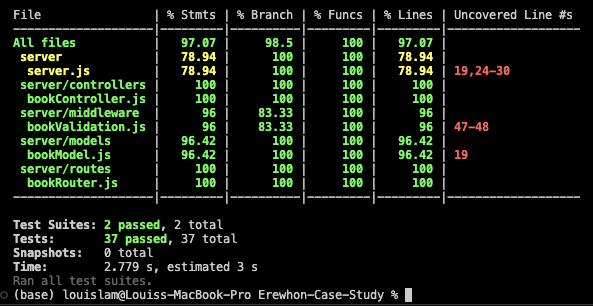 File | % Stmts | % Branch | % Funcs | % Lines | Uncovered Line #s
--------------------|---------|----------|---------|---------|-------------------
All files | 97.07 | 98.5 | 100 | 97.07 |
server | 78.94 | 100 | 100 | 78.94 |
server.js | 78.94 | 100 | 100 | 78.94 | 19,24-30
server/controllers | 100 | 100 | 100 | 100 |
bookController.js | 100 | 100 | 100 | 100 |
server/middleware | 96 | 83.33 | 100 | 96 |
bookValidation.js | 96 | 83.33 | 100 | 96 | 47-48
server/models | 96.42 | 100 | 100 | 96.42 |
bookModel.js | 96.42 | 100 | 100 | 96.42 | 19
server/routes | 100 | 100 | 100 | 100 |
bookRouter.js | 100 | 100 | 100 | 100 |
--------------------|---------|----------|---------|---------|-------------------
Test Suites: 2 passed, 2 total
Tests: 37 passed, 37 total
Snapshots: 0 total
Time: 2.779 s, estimated 3 s
Ran all test suites.
(base) louislam@Louiss-MacBook-Pro Erewhon-Case-Study %